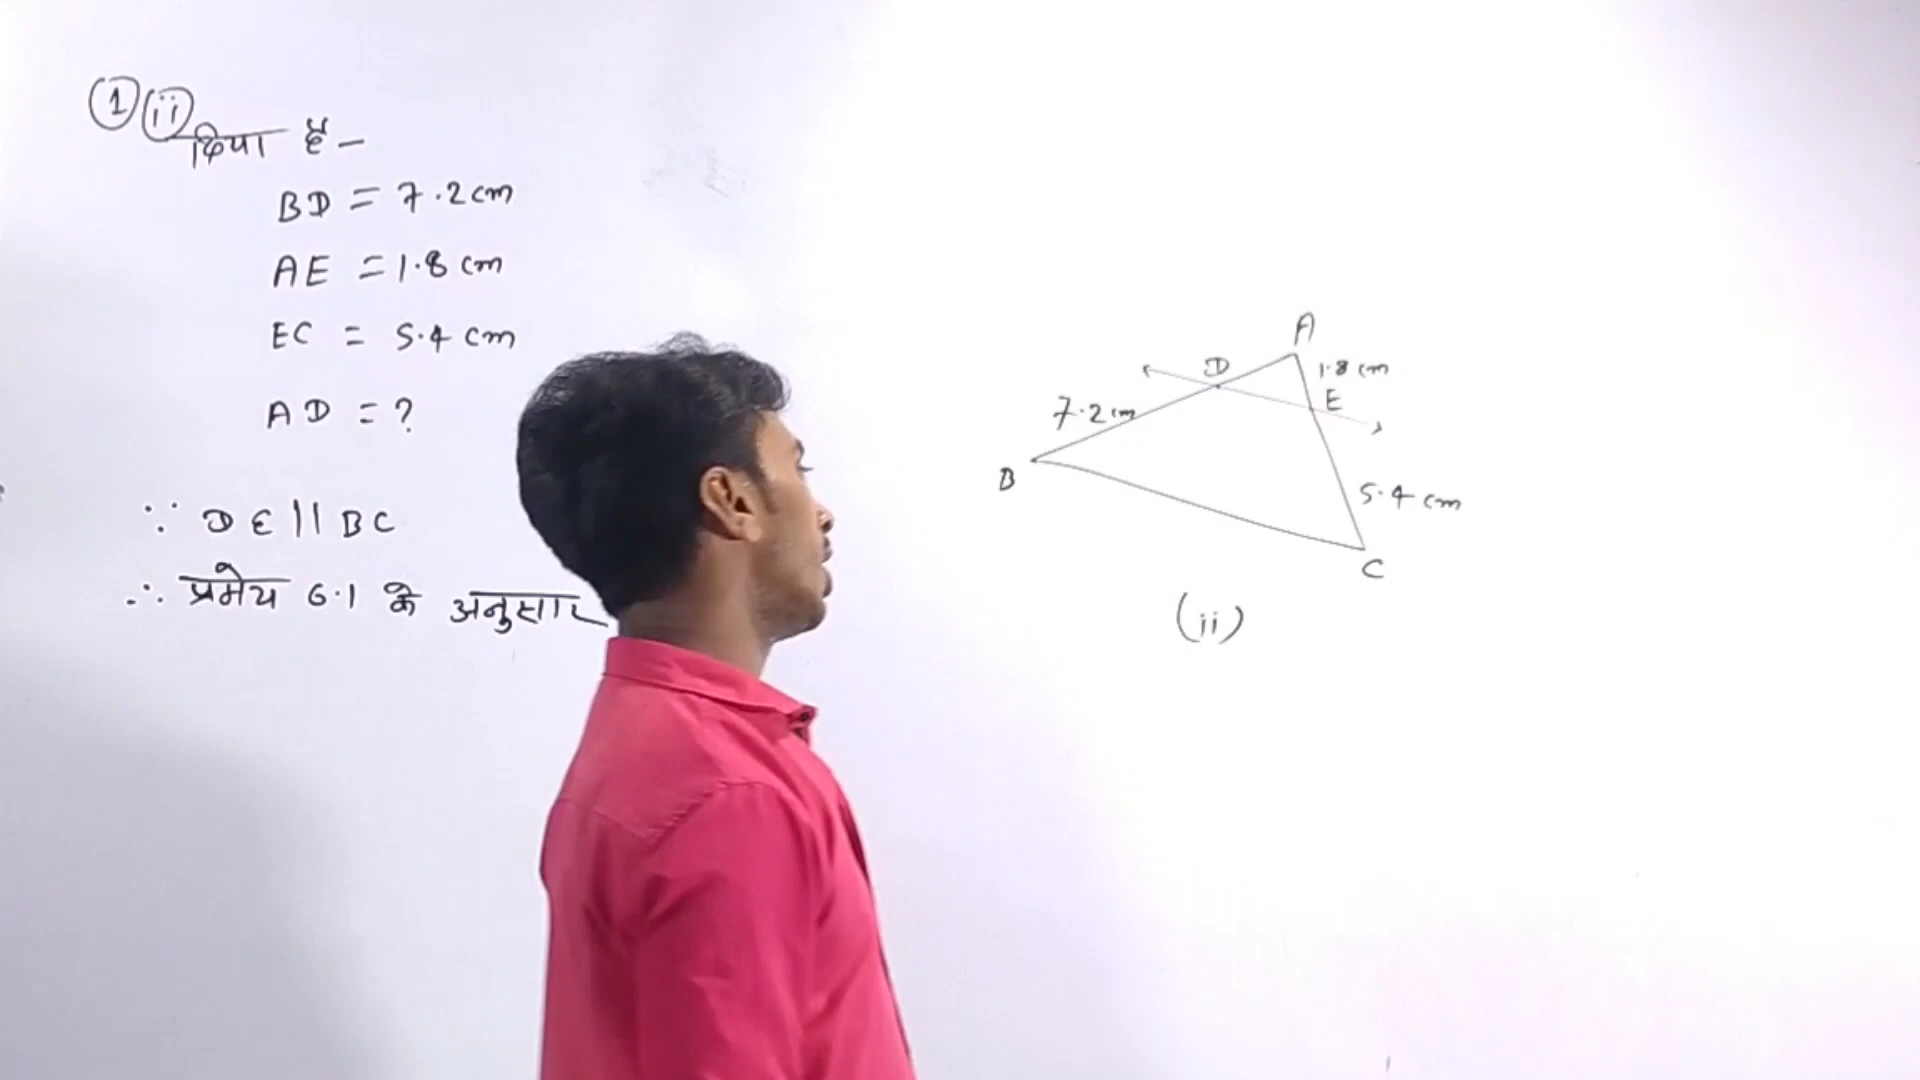 1 ii
दिया है -
BD = 7.2 cm
AE = 1.8 cm
EC = 5.4 cm
AD = ?
∵ DE || BC
∴ प्रमेय 6.1 के अनुसार
A
D
1.8 cm
E
7.2 cm
B
5.4 cm
C
(ii)